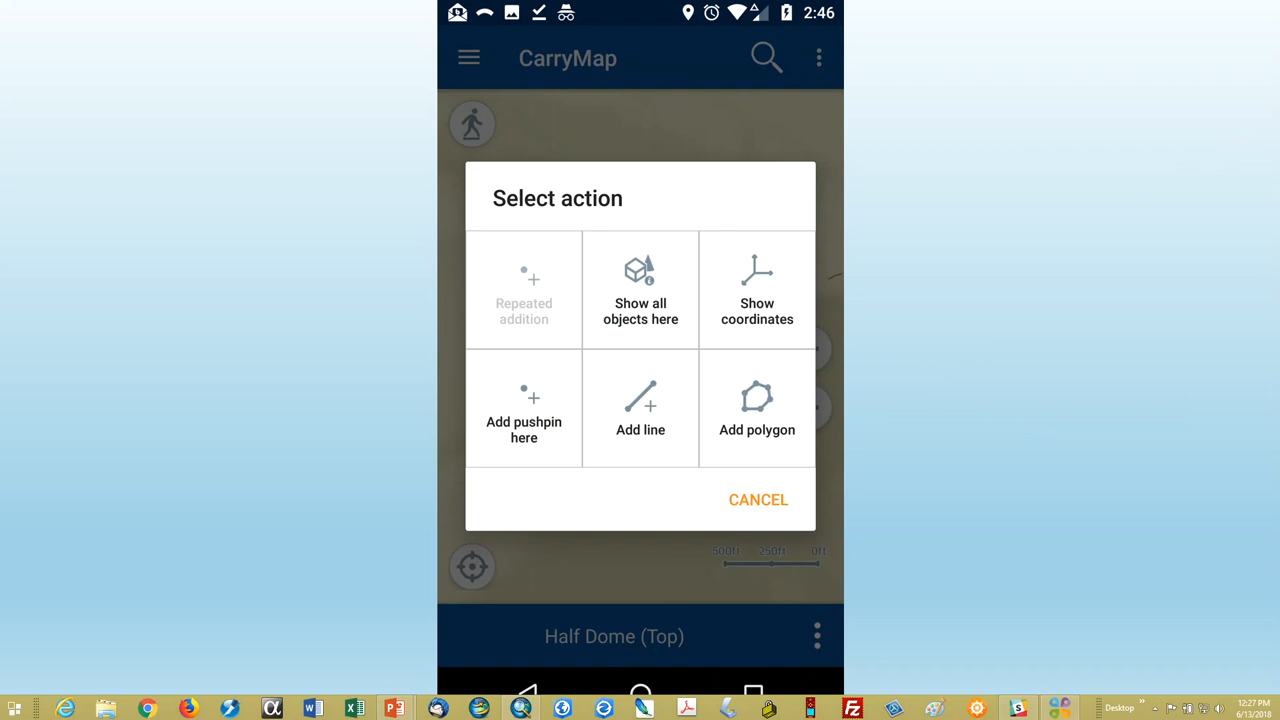 2:46
CarryMap
Select action
Repeated
addition
Show all
objects here
Show
coordinates
Add pushpin
here
Add line
Add polygon
CANCEL
500ft 250ft 0ft
Half Dome (Top)
Desktop
12:27 PM
6/13/2018